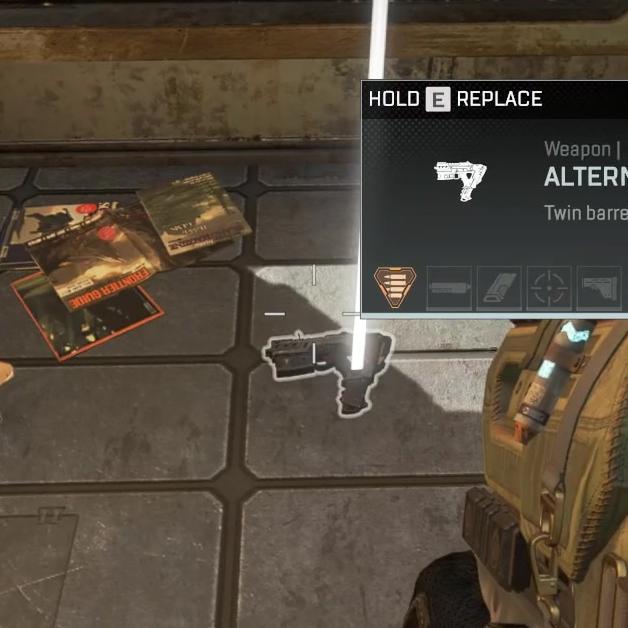 HOLD E REPLACE
Weapon |
ALTERN
Twin barre
FRONTIER GUIDE